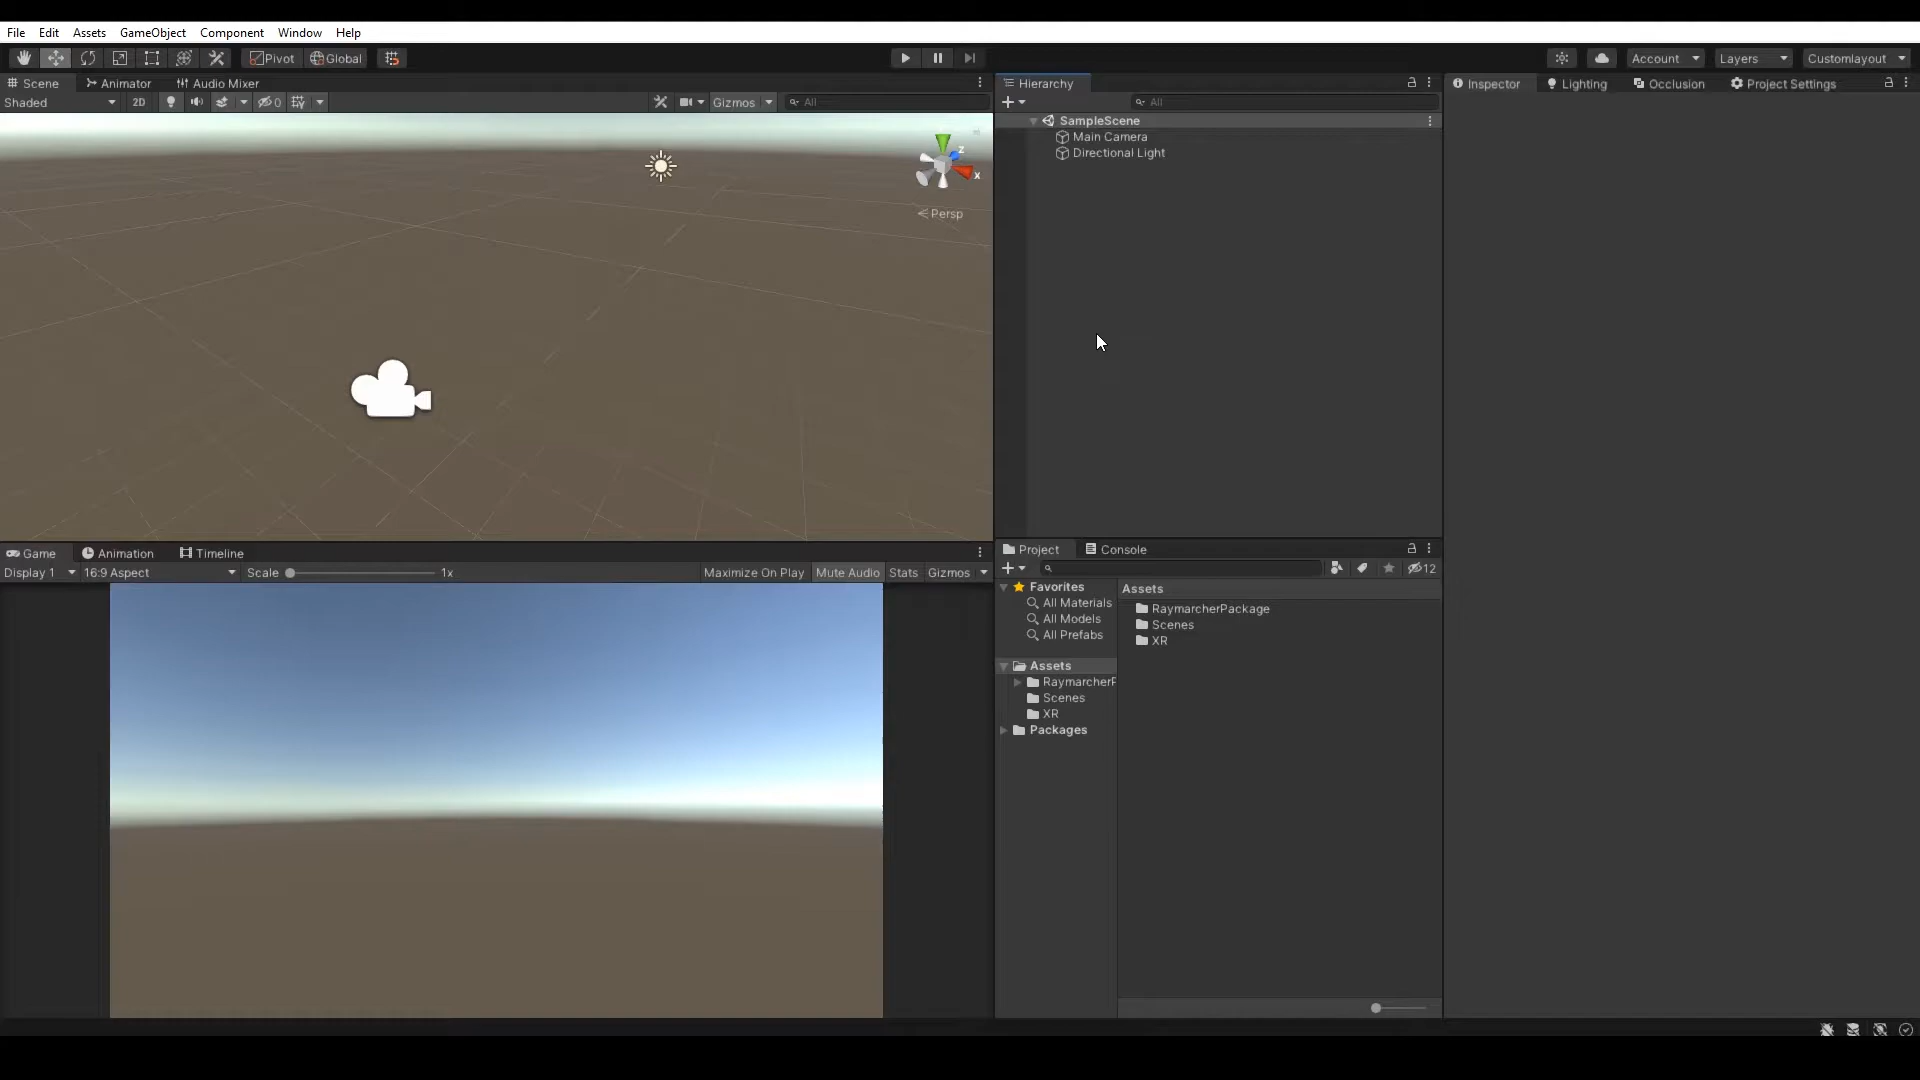 File Edit Assets GameObject Component Window Help
Pivot Global Account Layers Customlayout
Scene Animator Audio Mixer
Hierarchy
Inspector Lighting Occlusion Project Settings
Shaded 2D 0 Gizmos All
All
SampleScene
Main Camera
Directional Light
z
x
Persp
Game Animation Timeline
Display 1 16:9 Aspect Scale 1x Maximize On Play Mute Audio Stats Gizmos
Project Console
12
Favorites
All Materials
All Models
All Prefabs
Assets
RaymarcherP
Scenes
XR
Packages
Assets
RaymarcherPackage
Scenes
XR